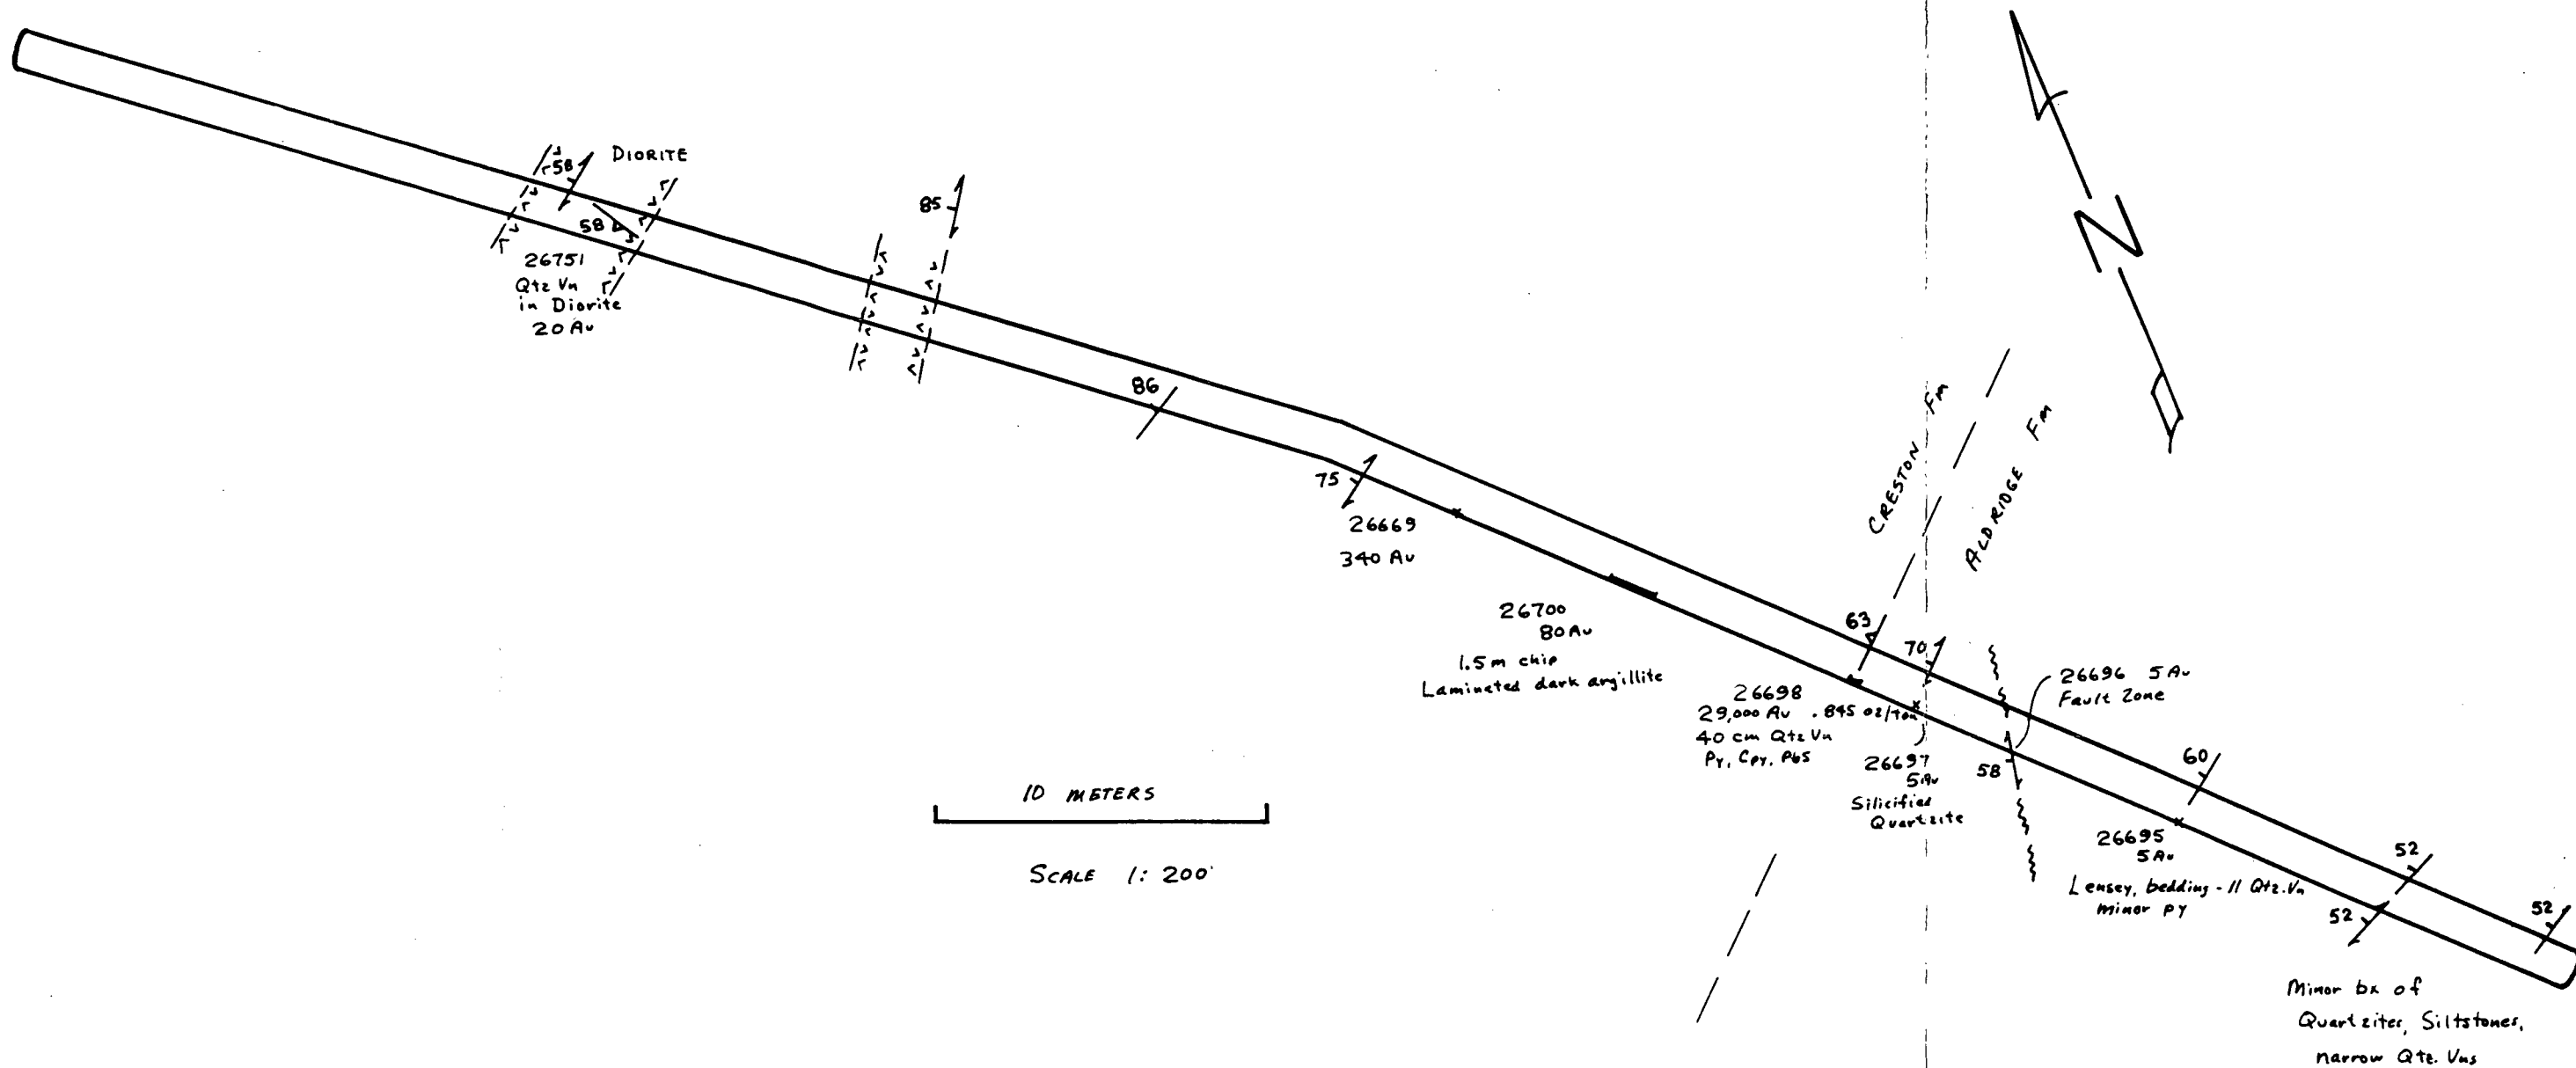 58
DIORITE
58
26751
Qtz Vn
in Diorite
20 Au
85
86
75
26669
340 Au
26700
80 Au
1.5 m chip
Laminated dark argillite
CRESTON FM
ALDRIDGE FM
N
63
70
26698
29,000 Au .845 oz/ton
40 cm Qtz Vn
Py, Cpy, PbS
26697
5 Au
Silicified
Quartzite
26696 5 Au
Fault Zone
58
60
26695
5 Au
Lensey, bedding-11 Qtz.Vn
minor py
52
52
52
Minor bx of
Quartzites, Siltstones,
narrow Qtz. Vns
10 METERS
SCALE 1: 200